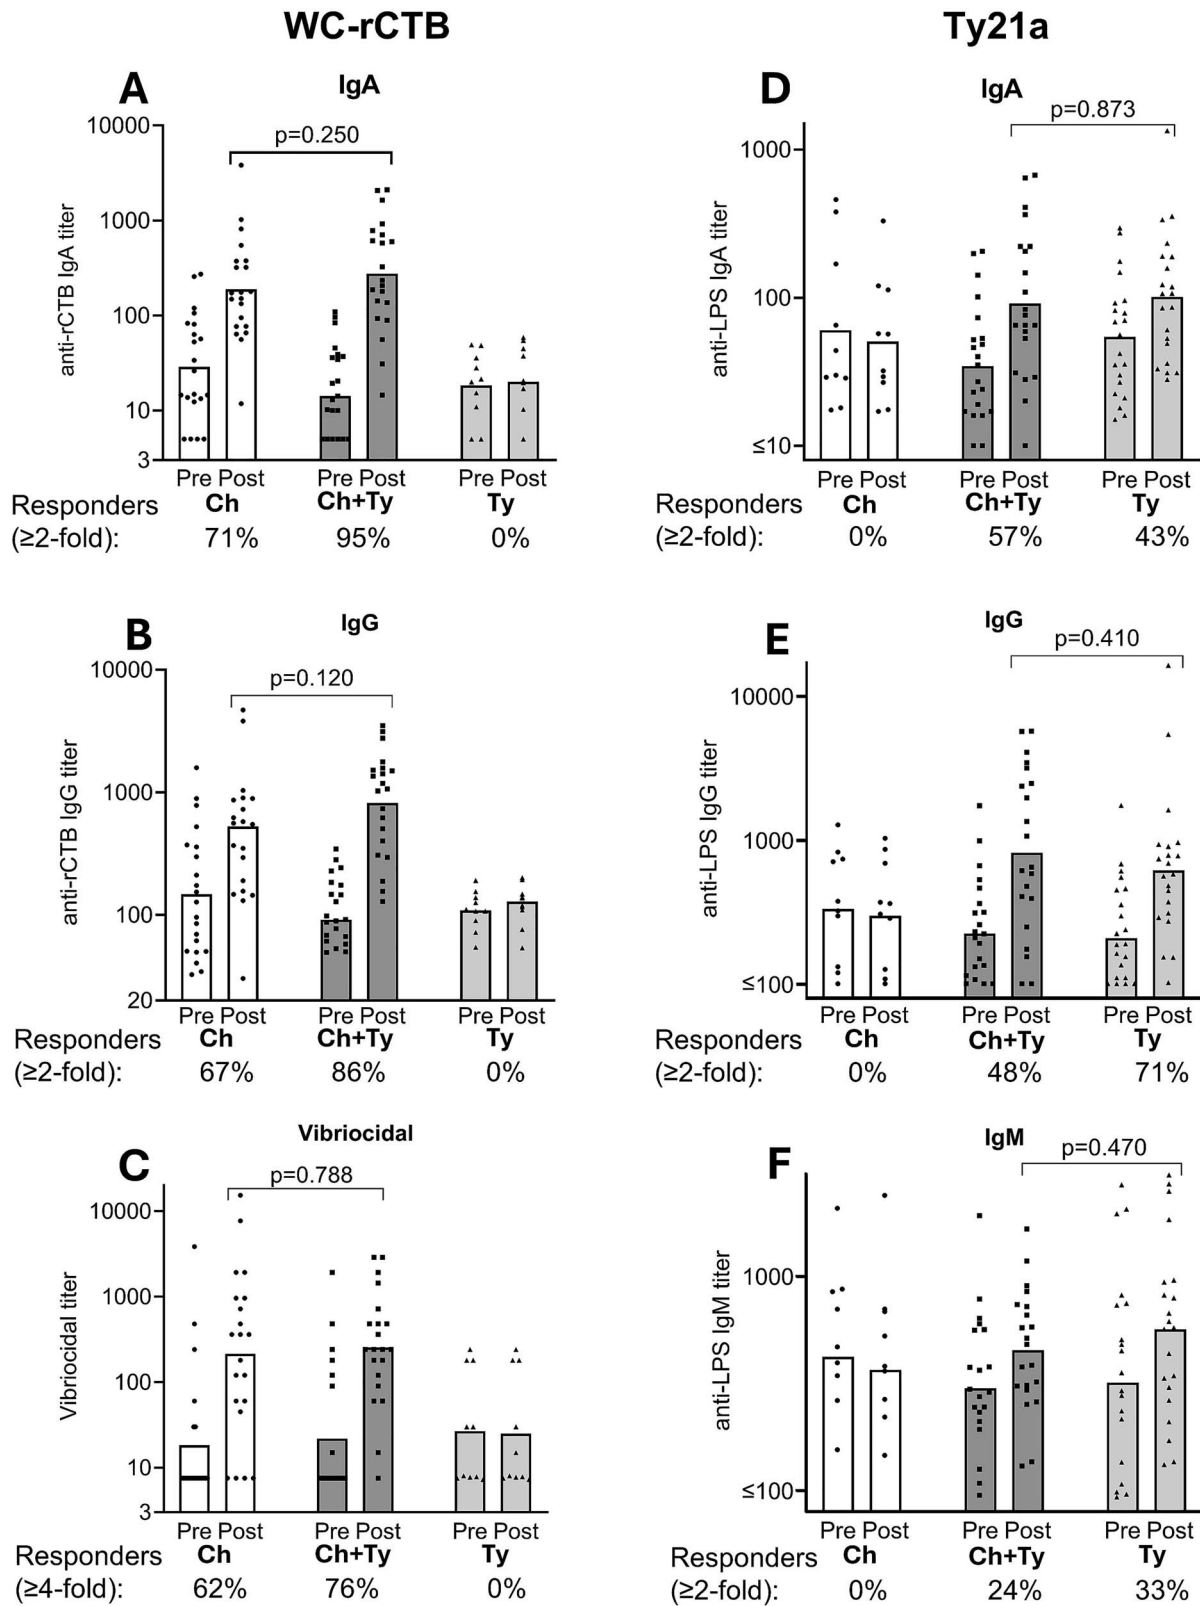 WC-rCTB
Ty21a
A
IgA
p=0.250
anti-rCTB IgA titer
10000
1000
100
10
3
Pre Post Pre Post Pre Post
Ch Ch+Ty Ty
Responders
(≥2-fold): 71% 95% 0%
D
IgA
p=0.873
anti-LPS IgA titer
1000
100
≤10
Pre Post Pre Post Pre Post
Ch Ch+Ty Ty
Responders
(≥2-fold): 0% 57% 43%
B
IgG
p=0.120
anti-rCTB IgG titer
10000
1000
100
20
Pre Post Pre Post Pre Post
Ch Ch+Ty Ty
Responders
(≥2-fold): 67% 86% 0%
E
IgG
p=0.410
anti-LPS IgG titer
10000
1000
≤100
Pre Post Pre Post Pre Post
Ch Ch+Ty Ty
Responders
(≥2-fold): 0% 48% 71%
C
Vibriocidal
p=0.788
Vibriocidal titer
10000
1000
100
10
3
Pre Post Pre Post Pre Post
Ch Ch+Ty Ty
Responders
(≥4-fold): 62% 76% 0%
F
IgM
p=0.470
anti-LPS IgM titer
1000
≤100
Pre Post Pre Post Pre Post
Ch Ch+Ty Ty
Responders
(≥2-fold): 0% 24% 33%